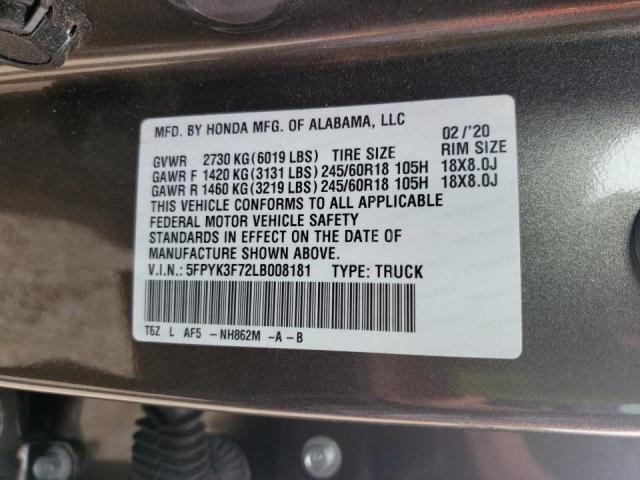 MFD. BY HONDA MFG. OF ALABAMA, LLC 02/'20
GVWR 2730 KG(6019 LBS) TIRE SIZE RIM SIZE
GAWR F 1420 KG(3131 LBS)245/60R18 105H 18X8.0J
GAWR R 1460 KG(3219 LBS)245/60R18 105H 18X8.0J
THIS VEHICLE CONFORMS TO ALL APPLICABLE
FEDERAL MOTOR VEHICLE SAFETY
STANDARDS IN EFFECT ON THE DATE OF
MANUFACTURE SHOWN ABOVE.
V.I.N.: 5FPYK3F72LB008181 TYPE: TRUCK
T6Z L AF5 -NH862M -A-B